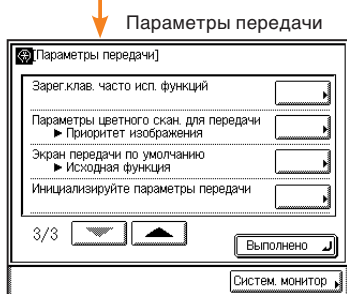 Параметры передачи
[Параметры передачи]
Зарег.клав. часто исп. функций
Параметры цветного скан. для передачи
► Приоритет изображения
Экран передачи по умолчанию
► Исходная функция
Инициализируйте параметры передачи
3/3
Выполнено
Систем. монитор